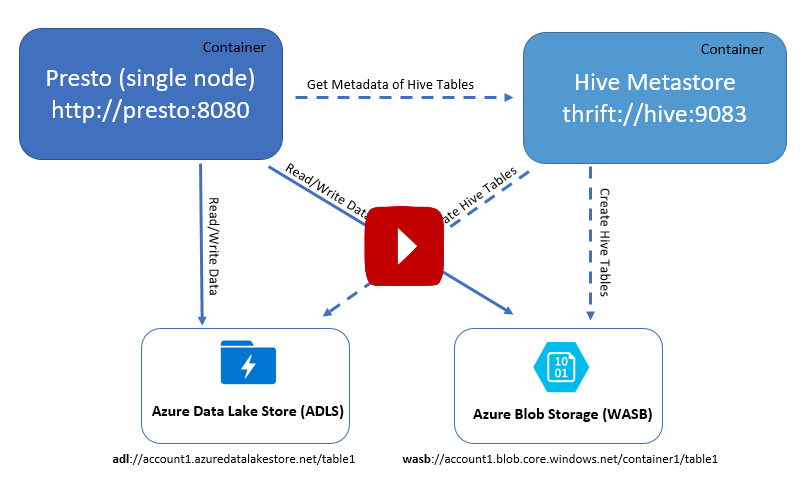 Container
Presto (single node)
http://presto:8080
Get Metadata of Hive Tables
Container
Hive Metastore
thrift://hive:9083
Read/Write Data
Read/Write Data
Hive Tables
Create Hive Tables
10
01
Azure Data Lake Store (ADLS)
Azure Blob Storage (WASB)
adl://account1.azuredatalakestore.net/table1
wasb://account1.blob.core.windows.net/container1/table1